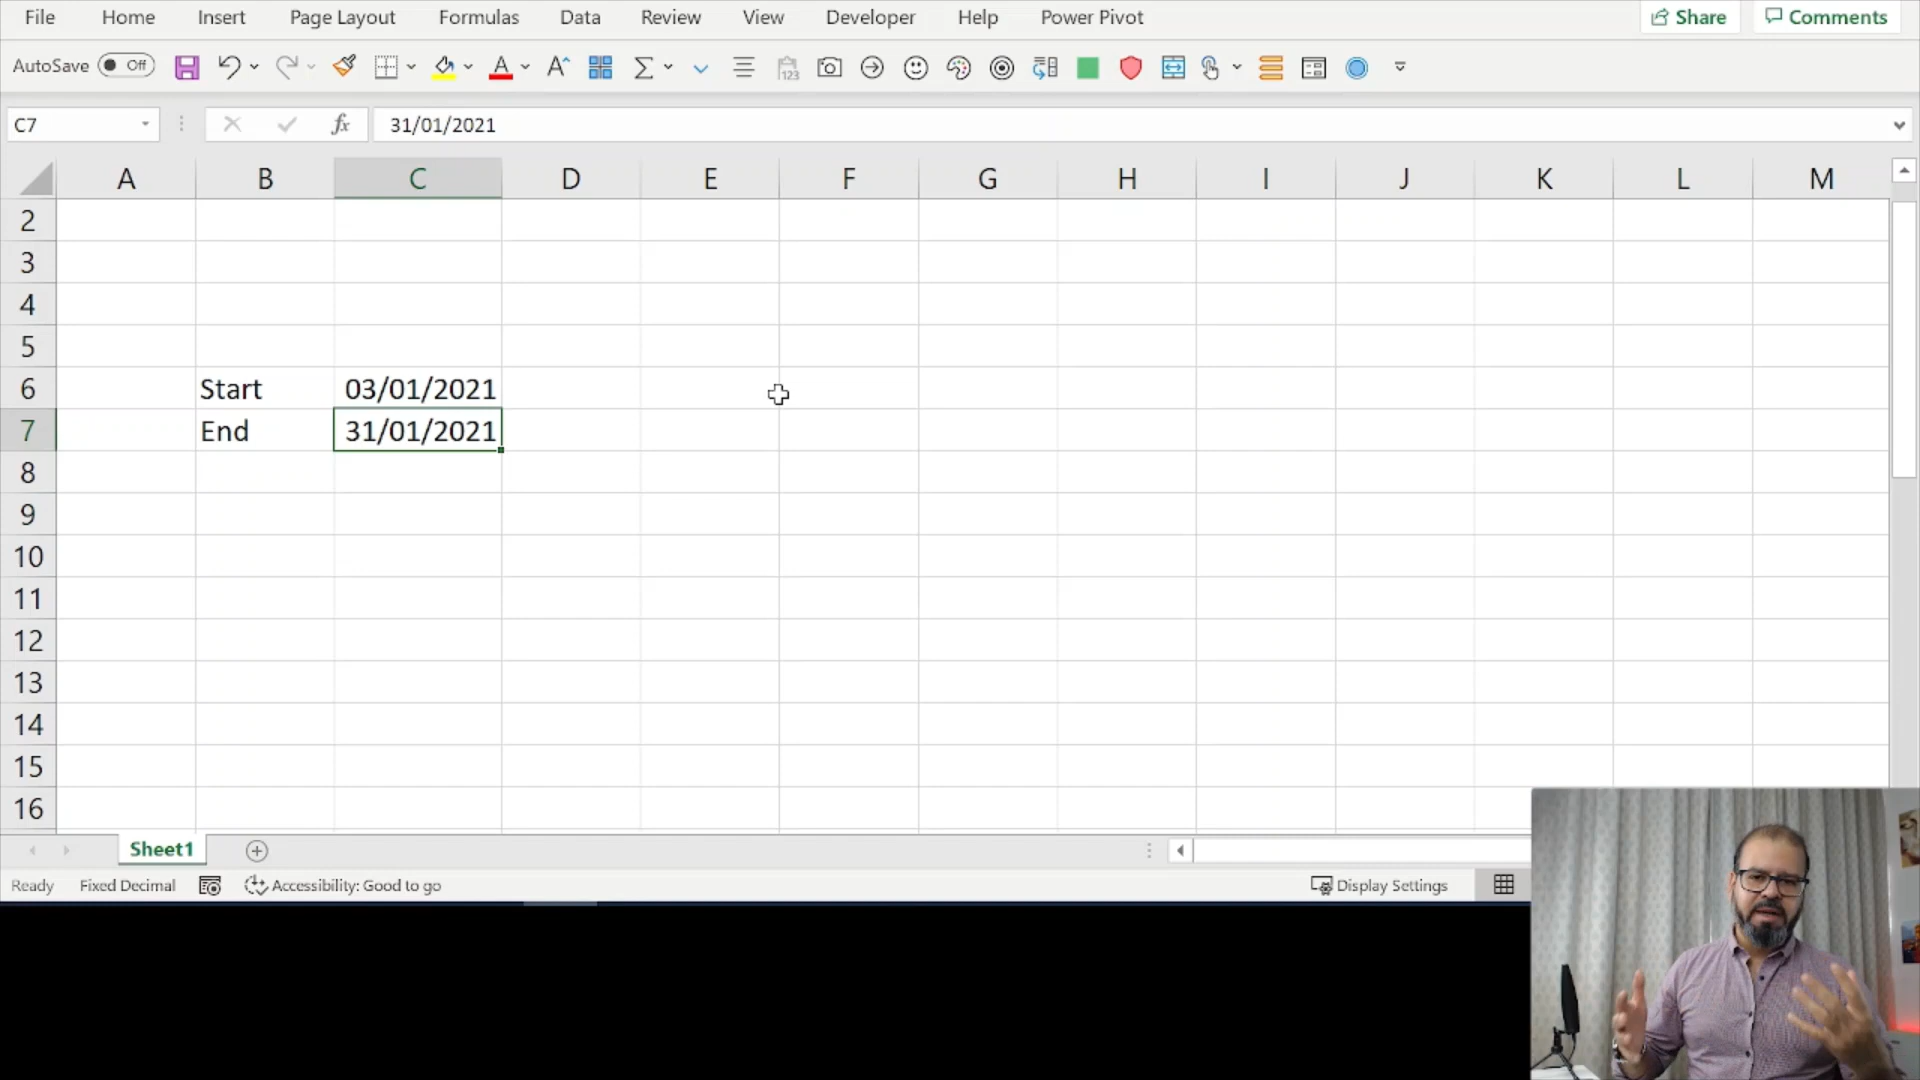 File Home Insert Page Layout Formulas Data Review View Developer Help Power Pivot Share Comments
AutoSave Off Σ A A 123
C7 fx 31/01/2021
A B C D E F G H I J K L M
2
3
4
5
6 Start 03/01/2021
7 End 31/01/2021
8
9
10
11
12
13
14
15
16
Sheet1
Ready Fixed Decimal Accessibility: Good to go Display Settings